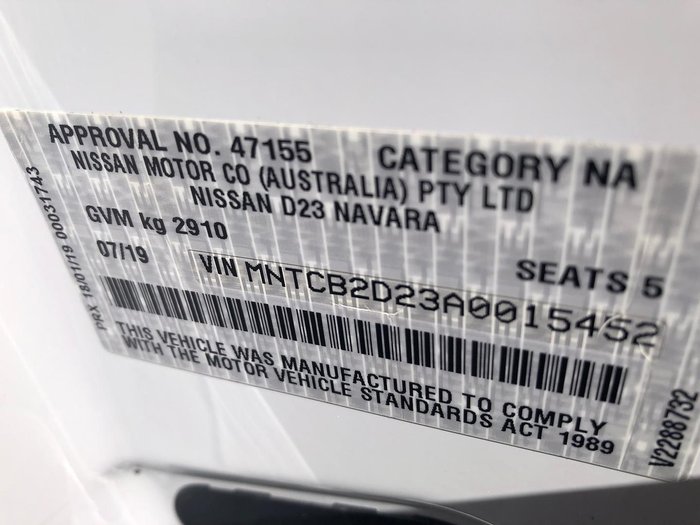 APPROVAL NO. 47155 CATEGORY NA
NISSAN MOTOR CO (AUSTRALIA) PTY LTD
NISSAN D23 NAVARA
GVM kg 2910 SEATS 5
07/19 VIN MNTCB2D23A0015452
THIS VEHICLE WAS MANUFACTURED TO COMPLY
WITH THE MOTOR VEHICLE STANDARDS ACT 1989
PRX 18/01/19 00031743
V2288732